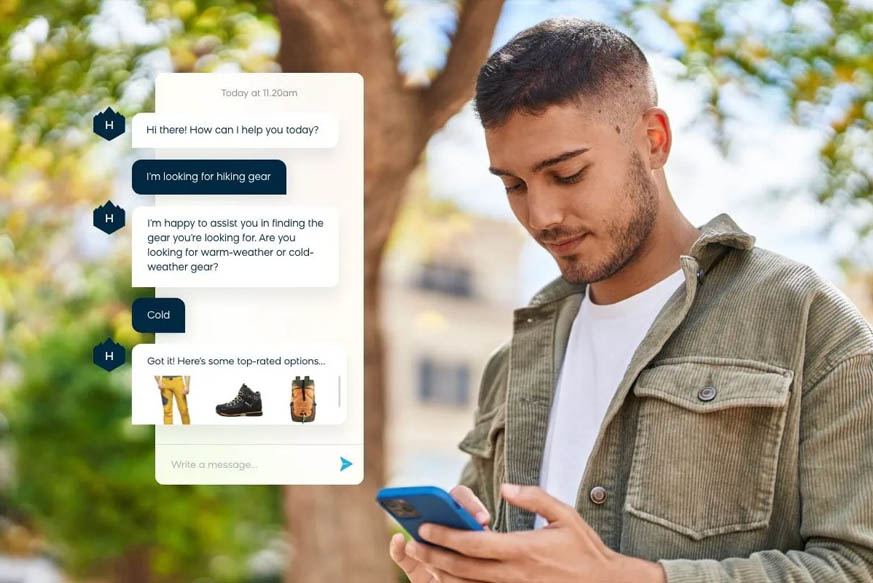 Today at 11.20am
H
Hi there! How can I help you today?
I'm looking for hiking gear
H
I'm happy to assist you in finding the
gear you're looking for. Are you
looking for warm-weather or cold-
weather gear?
Cold
H
Got it! Here's some top-rated options...
Write a message...